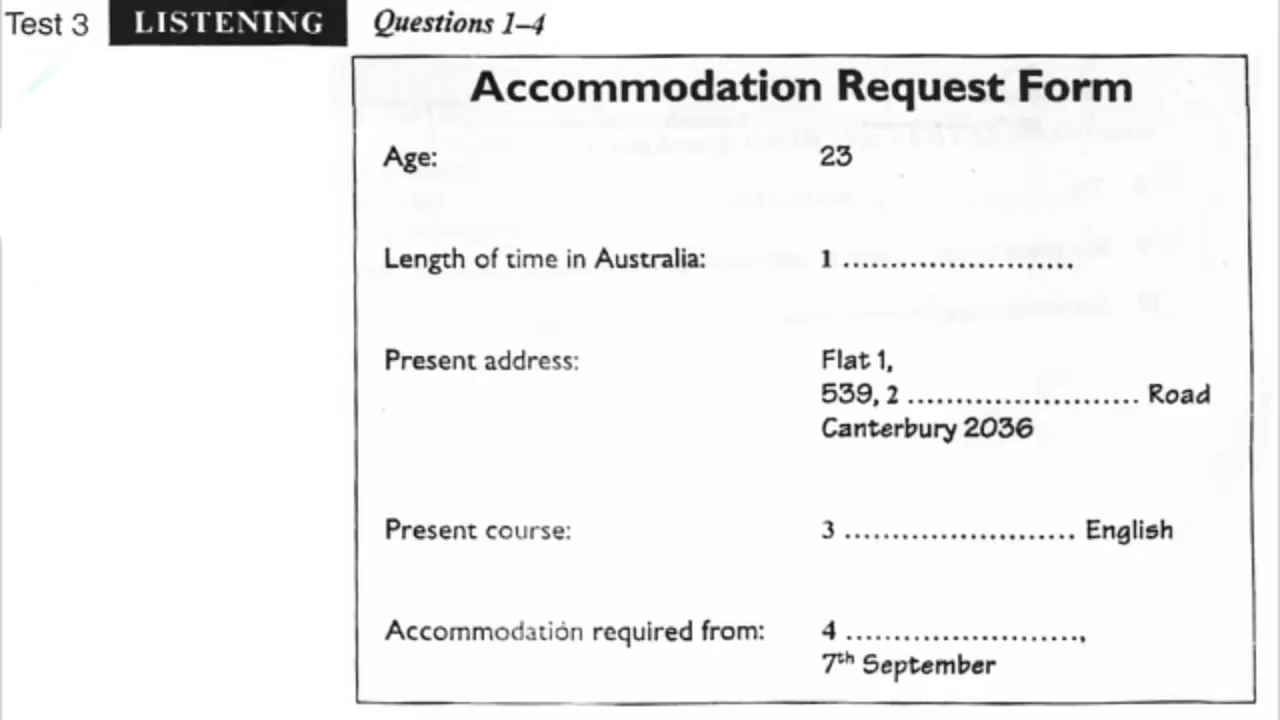 Test 3 LISTENING Questions 1–4
Accommodation Request Form
Age: 23
Length of time in Australia: 1 ........................
Present address: Flat 1,
539, 2 ........................ Road
Canterbury 2036
Present course: 3 ........................ English
Accommodation required from: 4 ........................,
7th September